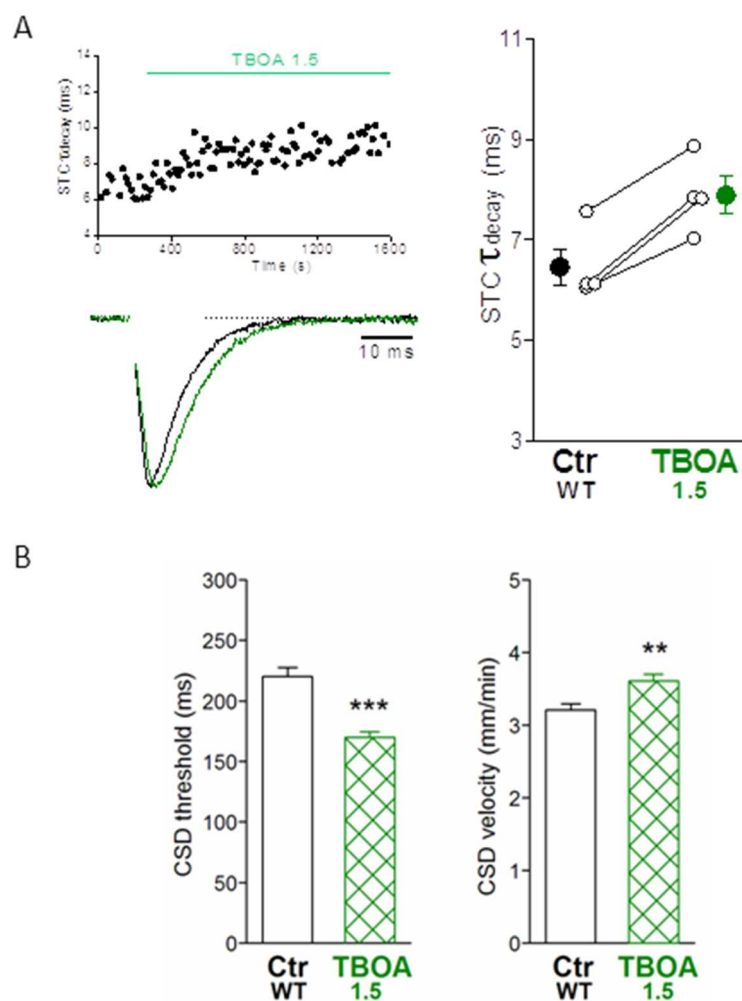 A
STC τdecay (ms)
14
12
10
8
6
4
TBOA 1.5
0
400
800
1200
1600
Time (s)
10 ms
STC τdecay (ms)
11
9
7
5
3
Ctr
WT
TBOA
1.5
B
CSD threshold (ms)
300
250
200
150
100
50
0
***
Ctr
WT
TBOA
1.5
CSD velocity (mm/min)
5
4
3
2
1
0
**
Ctr
WT
TBOA
1.5